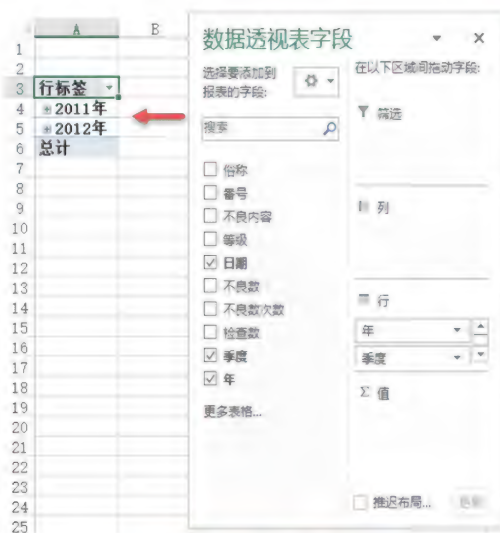 A B
1
2
3 行标签
4 2011年
5 2012年
6 总计
7
8
9
10
11
12
13
14
15
16
17
18
19
20
21
22
23
24
25
数据透视表字段
选择要添加到
报表的字段:
搜索
俗称
番号
不良内容
等级
日期
不良数
不良数次数
检查数
季度
年
更多表格...
在以下区域间拖动字段:
筛选
列
行
年
季度
Σ 值
推迟布局...
更新